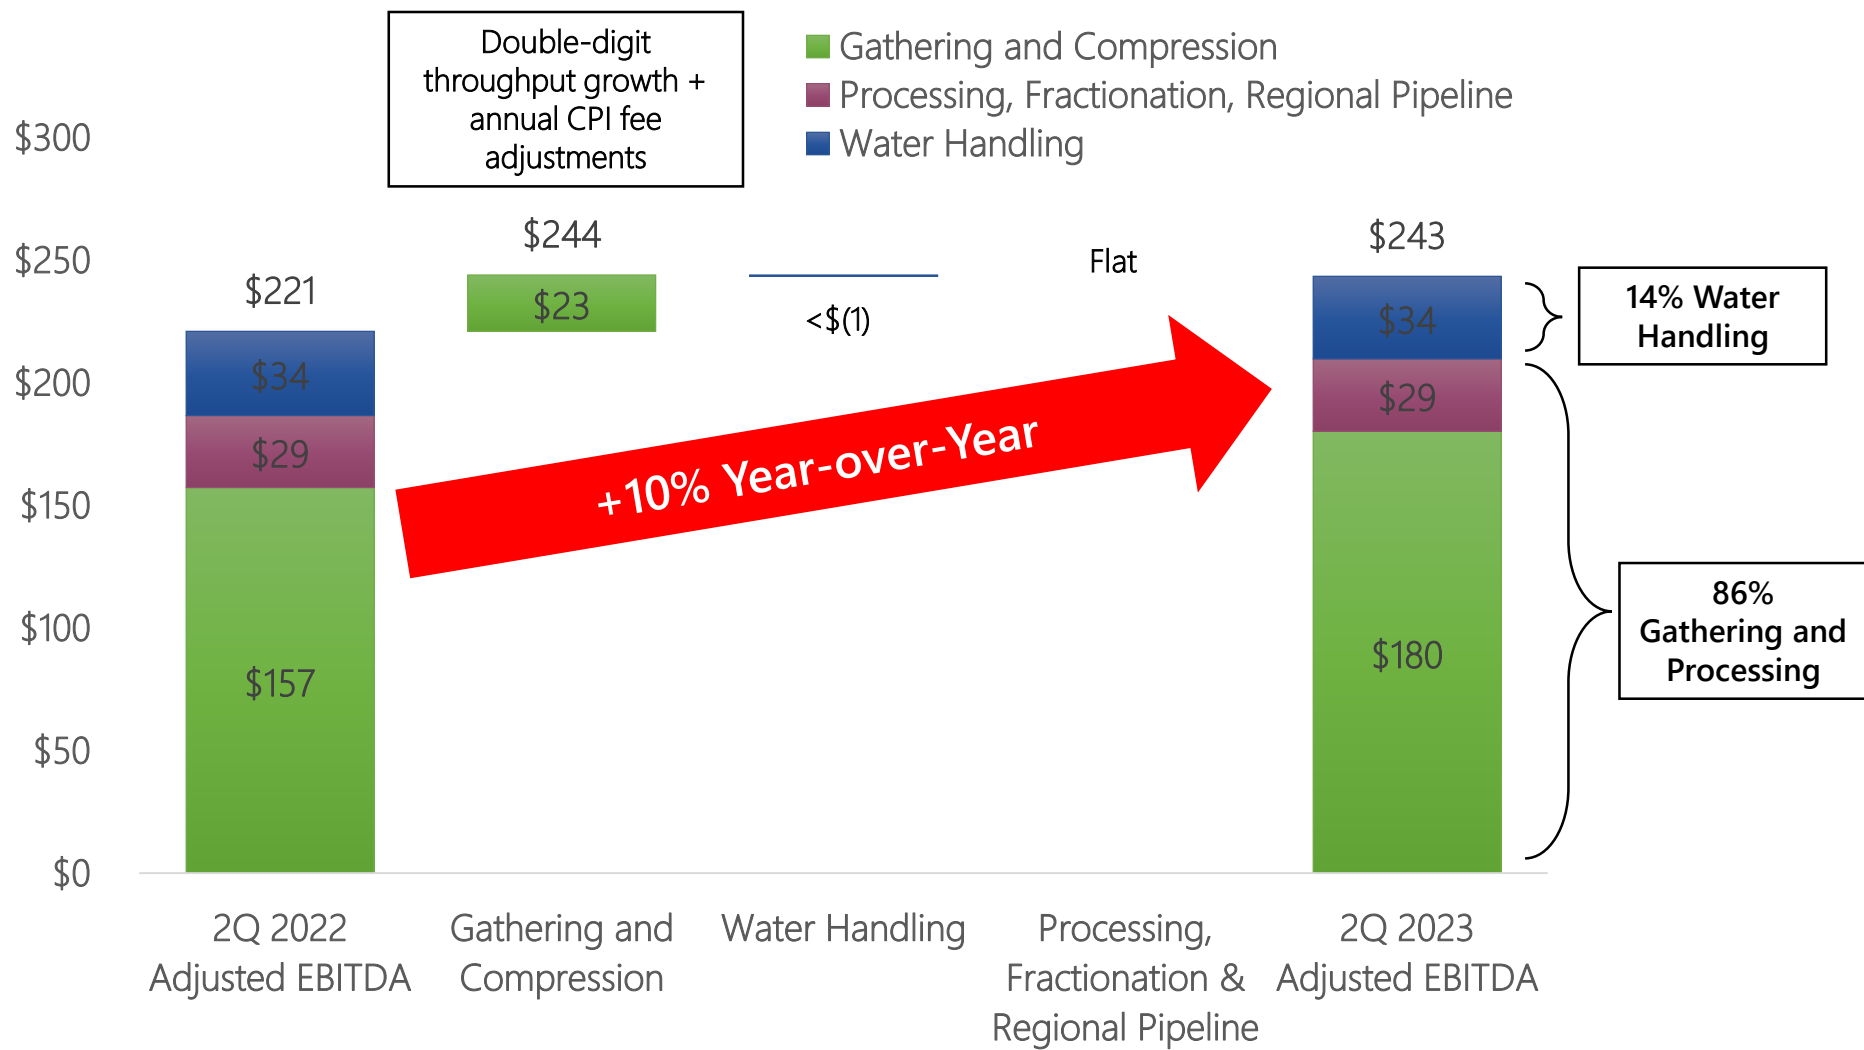 Double-digit
throughput growth +
annual CPI fee
adjustments
Gathering and Compression
Processing, Fractionation, Regional Pipeline
Water Handling
$300
$250
$200
$150
$100
$50
$0
$221
$34
$29
$157
$244
$23
<$(1)
Flat
+10% Year-over-Year
$243
$34
$29
$180
14% Water
Handling
86%
Gathering and
Processing
2Q 2022
Adjusted EBITDA
Gathering and
Compression
Water Handling
Processing,
Fractionation &
Regional Pipeline
2Q 2023
Adjusted EBITDA